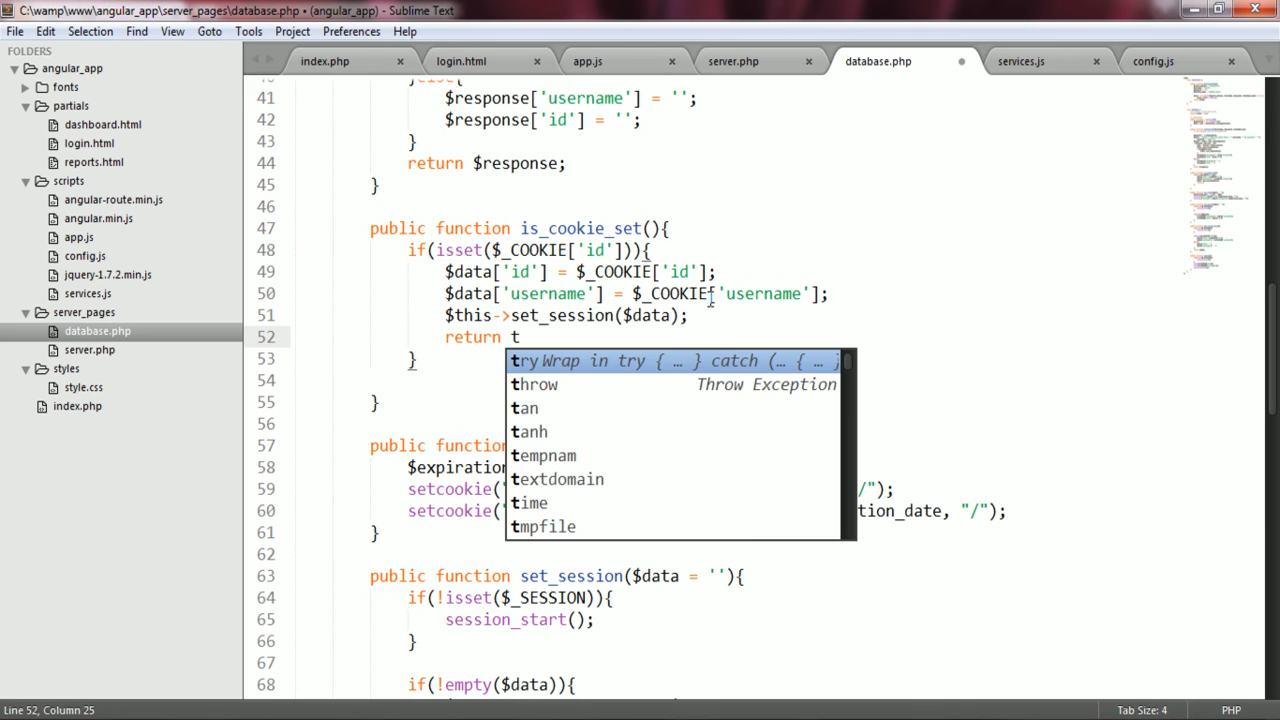 C:\wamp\www\angular_app\server_pages\database.php • (angular_app) - Sublime Text
File Edit Selection Find View Goto Tools Project Preferences Help
FOLDERS
angular_app
fonts
partials
dashboard.html
login.html
reports.html
scripts
angular-route.min.js
angular.min.js
app.js
config.js
jquery-1.7.2.min.js
services.js
server_pages
database.php
server.php
styles
style.css
index.php
index.php login.html app.js server.php database.php services.js config.js
41 $response['username'] = '';
42 $response['id'] = '';
43 }
44 return $response;
45 }
46
47 public function is_cookie_set(){
48 if(isset($_COOKIE['id'])){
49 $data['id'] = $_COOKIE['id'];
50 $data['username'] = $_COOKIE['username'];
51 $this->set_session($data);
52 return t
try Wrap in try { … } catch (… { … }
throw Throw Exception
tan
tanh
tempnam
textdomain
time
tmpfile
53 }
54
55 }
56
57 public function
58 $expiration
59 setcookie( /");
60 setcookie( tion_date, "/");
61 }
62
63 public function set_session($data = ''){
64 if(!isset($_SESSION)){
65 session_start();
66 }
67
68 if(!empty($data)){
Line 52, Column 25 Tab Size: 4 PHP